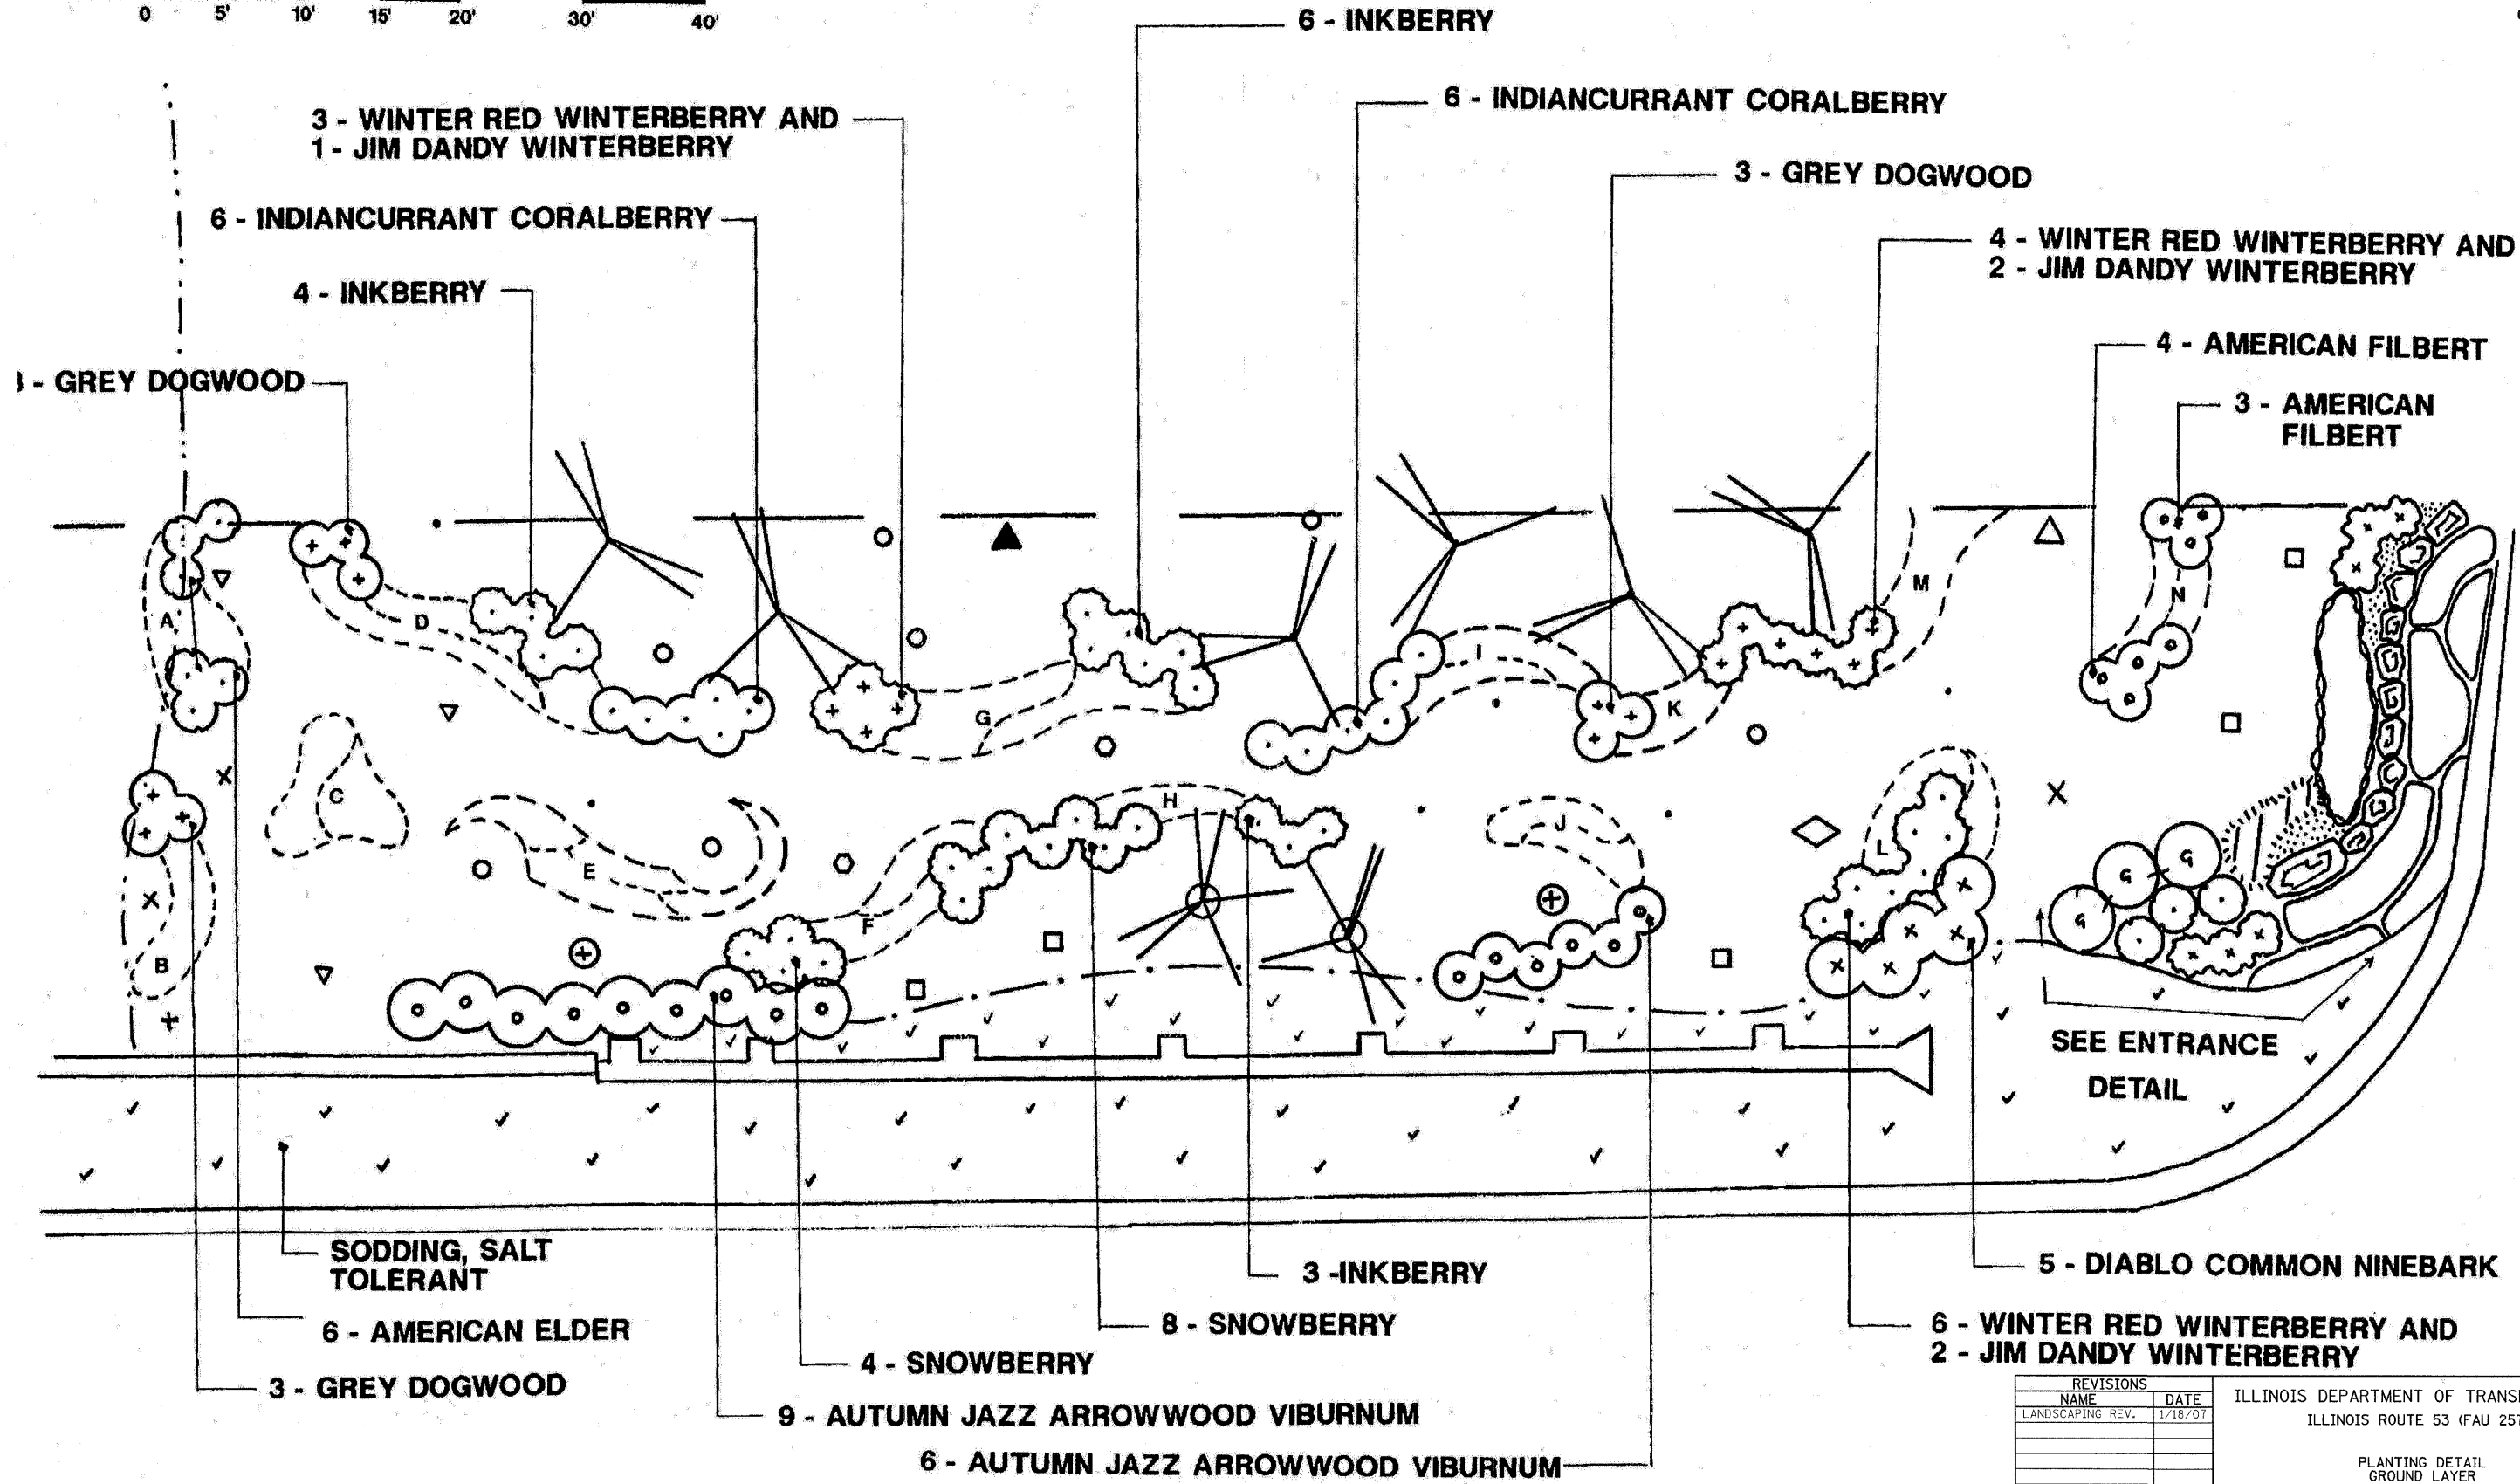 0 5' 10' 15' 20' 30' 40'
6 - INKBERRY
6 - INDIANCURRANT CORALBERRY
3 - WINTER RED WINTERBERRY AND
1 - JIM DANDY WINTERBERRY
3 - GREY DOGWOOD
6 - INDIANCURRANT CORALBERRY
4 - WINTER RED WINTERBERRY AND
2 - JIM DANDY WINTERBERRY
4 - INKBERRY
4 - AMERICAN FILBERT
- GREY DOGWOOD
3 - AMERICAN
FILBERT
A
D
I
M
N
G
K
C
H
J
E
L
F
B
G
G
G
SEE ENTRANCE
DETAIL
SODDING, SALT
TOLERANT
3 -INKBERRY
5 - DIABLO COMMON NINEBARK
6 - AMERICAN ELDER
8 - SNOWBERRY
6 - WINTER RED WINTERBERRY AND
2 - JIM DANDY WINTERBERRY
4 - SNOWBERRY
3 - GREY DOGWOOD
9 - AUTUMN JAZZ ARROWWOOD VIBURNUM
6 - AUTUMN JAZZ ARROWWOOD VIBURNUM
REVISIONS
NAME DATE
LANDSCAPING REV. 1/18/07
ILLINOIS DEPARTMENT OF TRANS
ILLINOIS ROUTE 53 (FAU 257
PLANTING DETAIL
GROUND LAYER